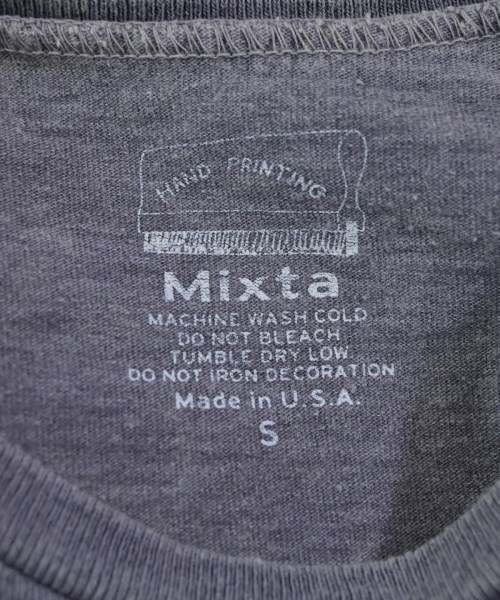 HAND PRINTING
Mixta
MACHINE WASH COLD
DO NOT BLEACH
TUMBLE DRY LOW
DO NOT IRON DECORATION
Made in U.S.A.
S